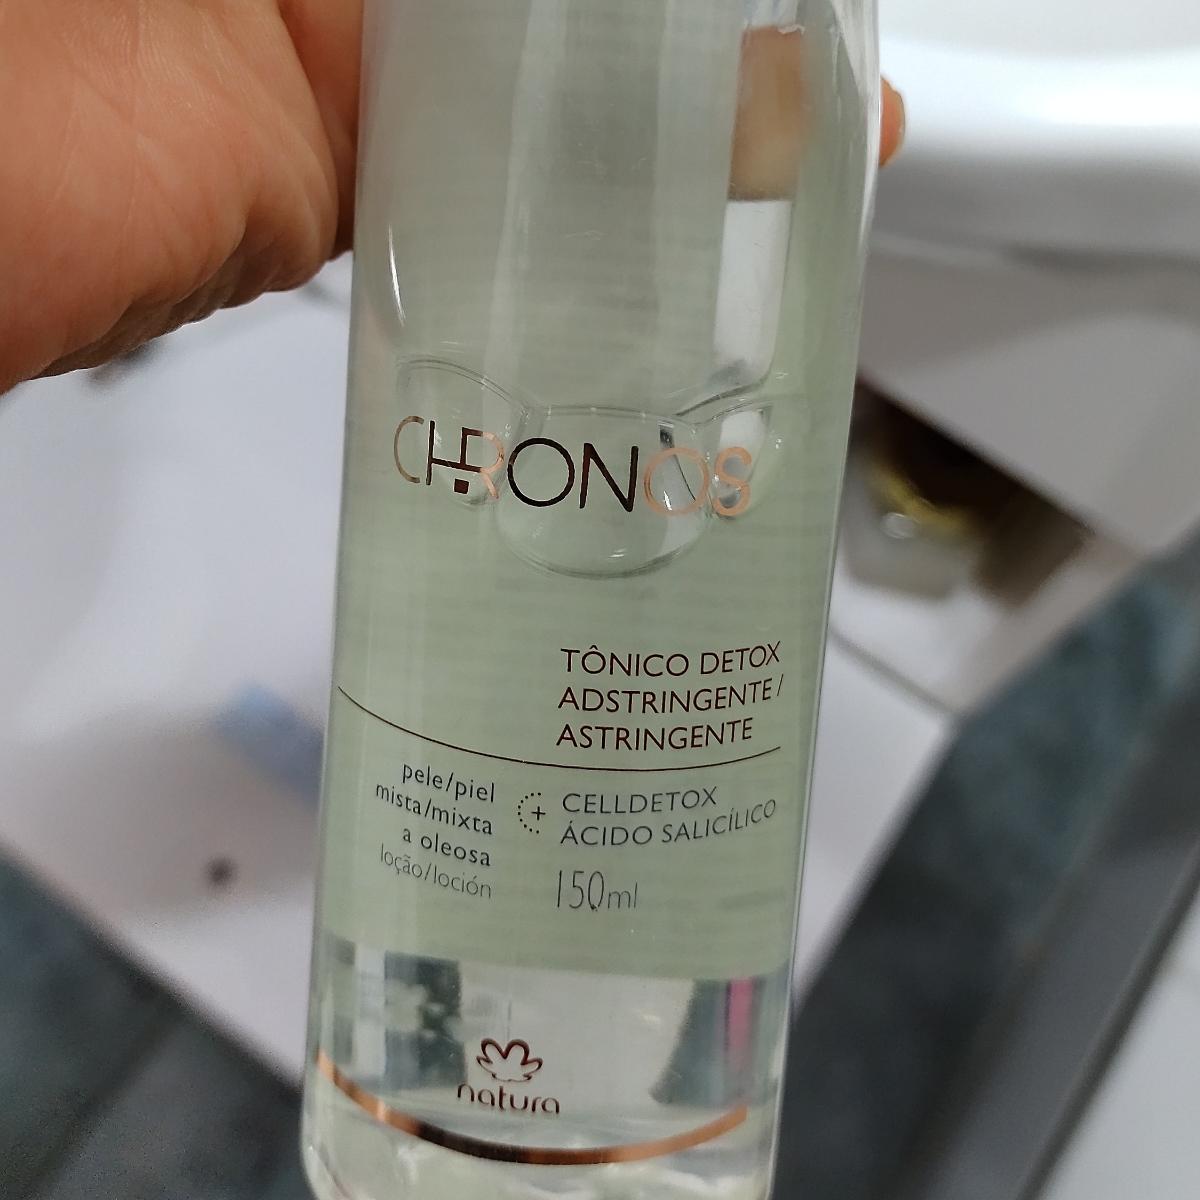 CHRONOS
TÔNICO DETOX
ADSTRINGENTE /
ASTRINGENTE
pele/piel
mista/mixta
a oleosa
loção/loción
CELLDETOX
ÁCIDO SALICÍLICO
150ml
natura